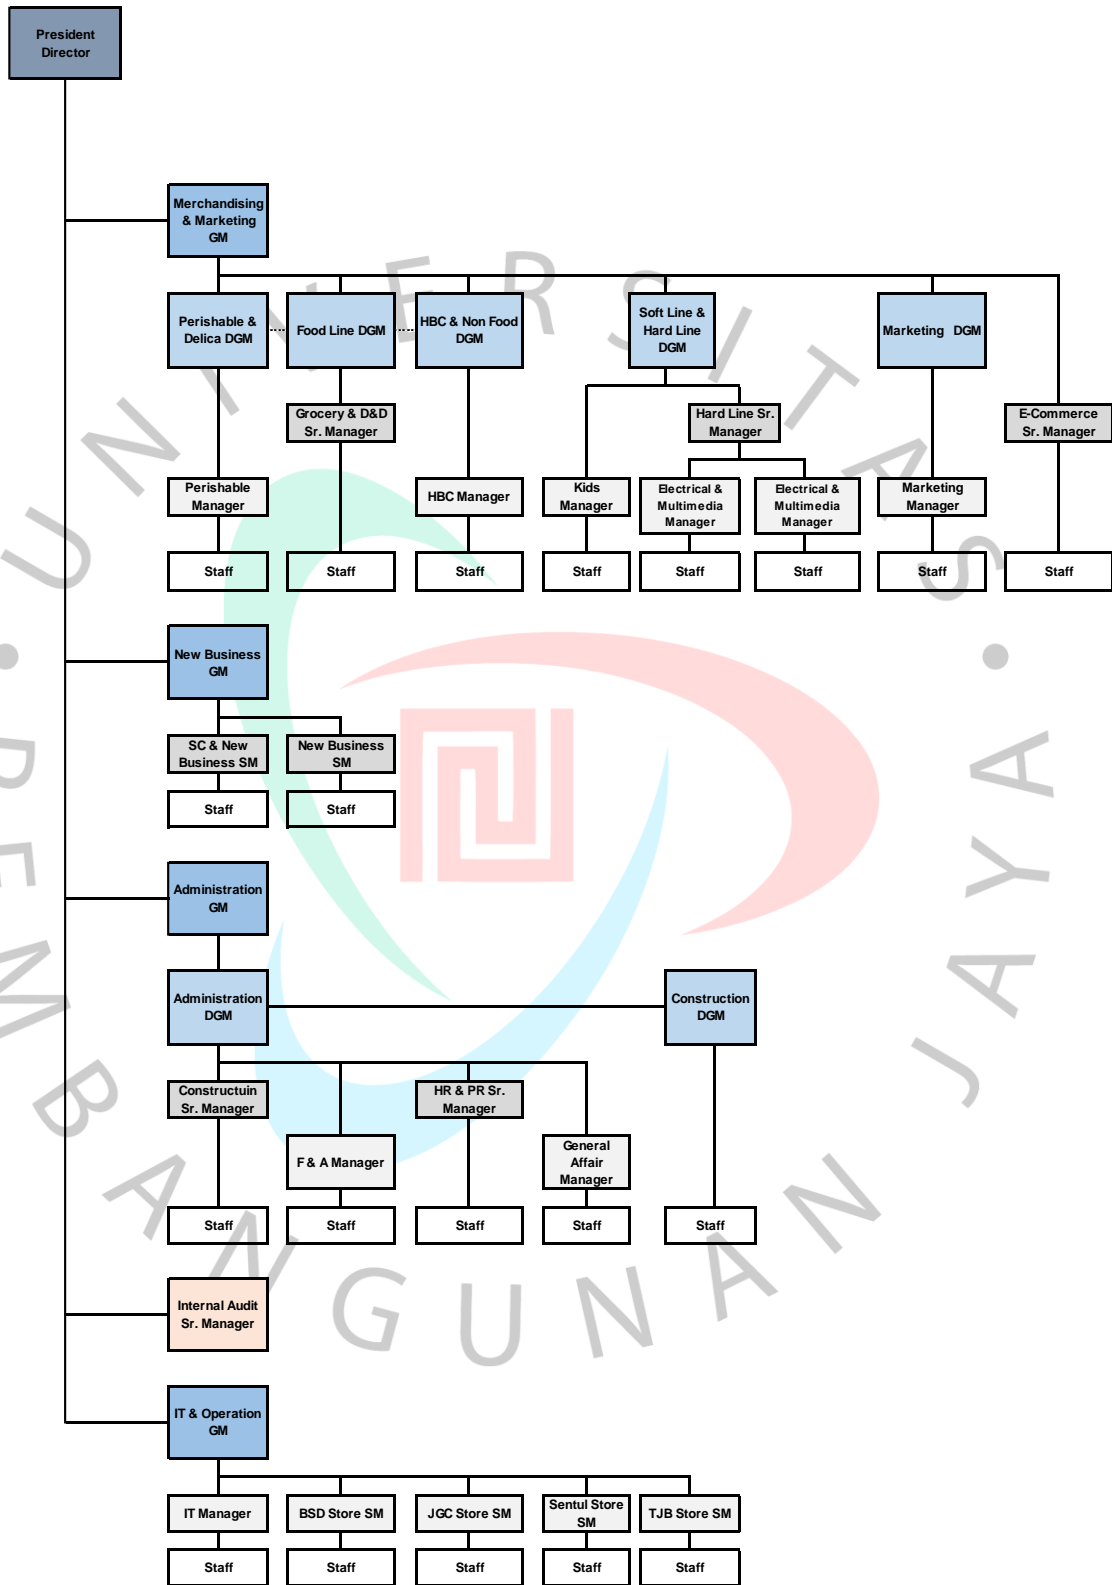 President
Director
Merchandising
& Marketing
GM
Perishable &
Delica DGM
Food Line DGM
HBC & Non Food
DGM
Soft Line &
Hard Line
DGM
Marketing DGM
Grocery & D&D
Sr. Manager
Hard Line Sr.
Manager
E-Commerce
Sr. Manager
Perishable
Manager
HBC Manager
Kids
Manager
Electrical &
Multimedia
Manager
Electrical &
Multimedia
Manager
Marketing
Manager
Staff
Staff
Staff
Staff
Staff
Staff
Staff
Staff
New Business
GM
SC & New
Business SM
New Business
SM
Staff
Staff
Administration
GM
Administration
DGM
Construction
DGM
Constructuin
Sr. Manager
HR & PR Sr.
Manager
F & A Manager
General
Affair
Manager
Staff
Staff
Staff
Staff
Staff
Internal Audit
Sr. Manager
IT & Operation
GM
IT Manager
BSD Store SM
JGC Store SM
Sentul Store
SM
TJB Store SM
Staff
Staff
Staff
Staff
Staff
UNIVERSITAS
PEMBANGUNAN JAYA